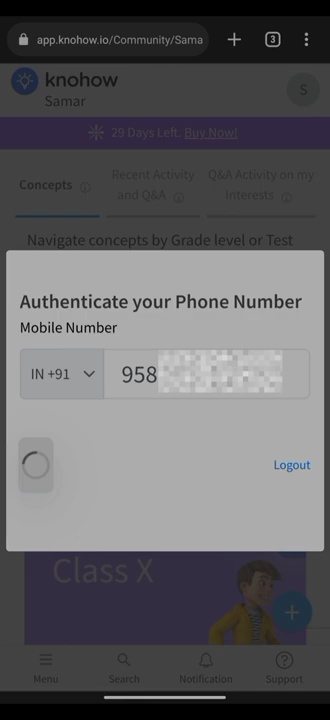 app.knohow.io/Community/Sama
3
knohow
Samar
S
29 Days Left. Buy Now!
Concepts
Recent Activity and Q&A
Q&A Activity on my Interests
Navigate concepts by Grade level or Test
Authenticate your Phone Number
Mobile Number
IN +91
958
Logout
Class X
Menu
Search
Notification
Support